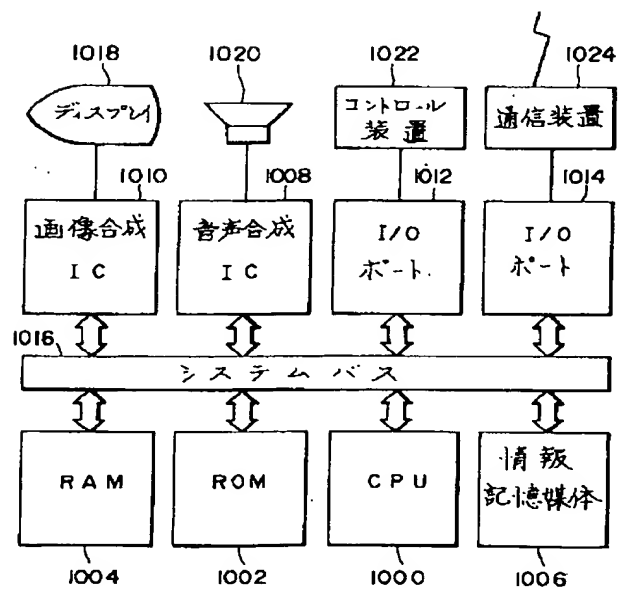 1018
1020
1022
1024
ディスプレイ
コントロール
装置
通信装置
1010
1008
1012
1014
画像合成
IC
音声合成
IC
I/O
ポート
I/O
ポート
1016
システムバス
RAM
ROM
CPU
情報
記憶媒体
1004
1002
1000
1006